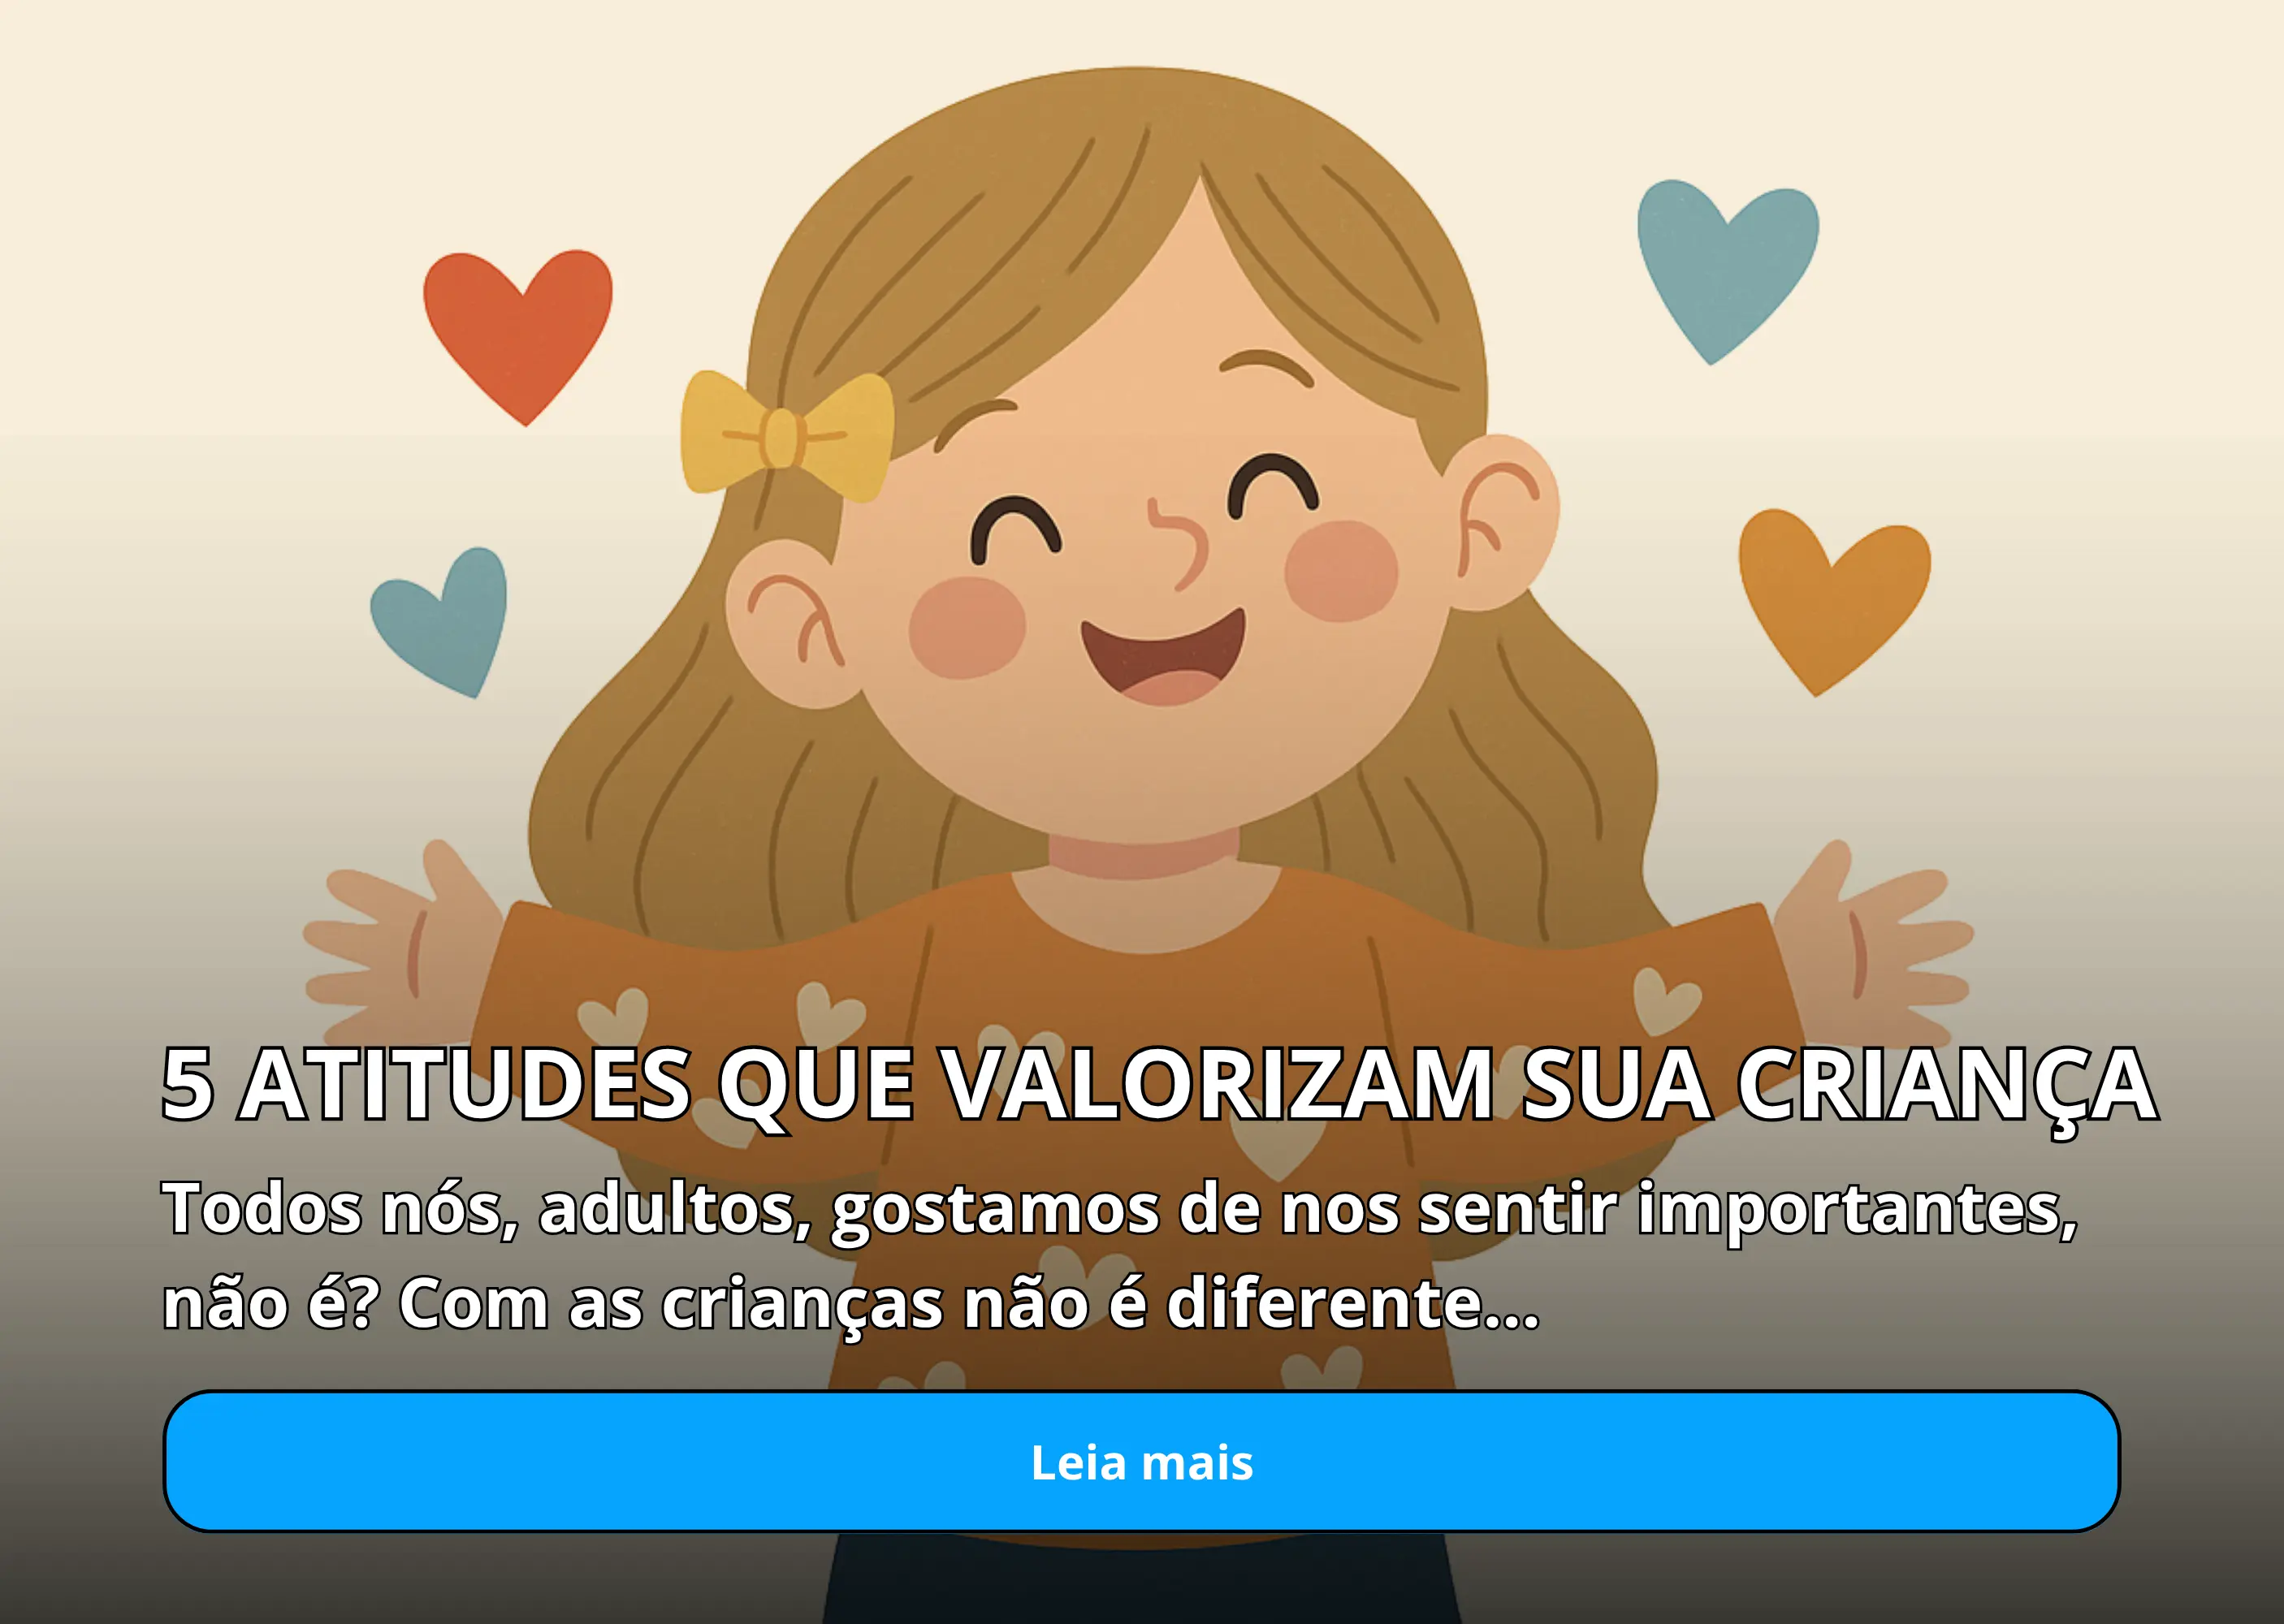 5 ATITUDES QUE VALORIZAM SUA CRIANÇA
Todos nós, adultos, gostamos de nos sentir importantes,
não é? Com as crianças não é diferente...
Leia mais